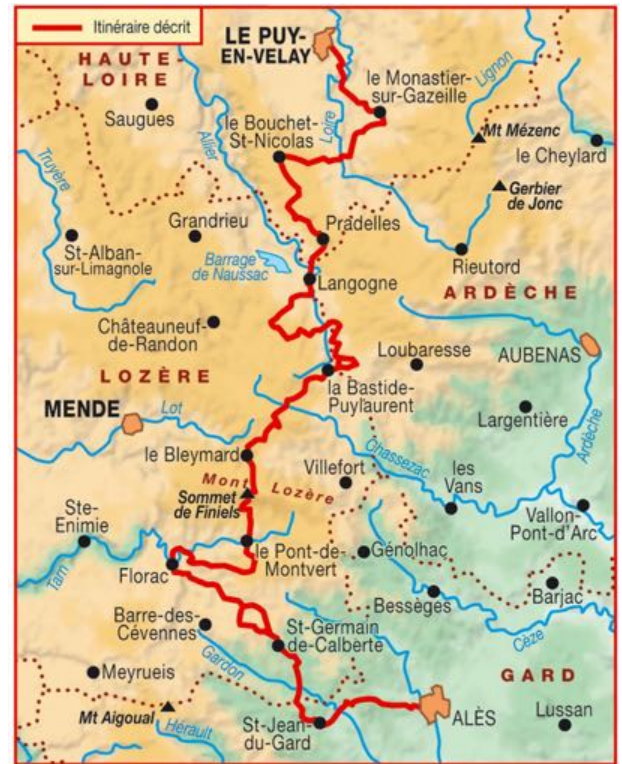 Itinéraire décrit
LE PUY-
EN-VELAY
HAUTE-
LOIRE
Saugues
le Monastier-
sur-Gazeille
Lignon
Loire
Allier
le Bouchet-
St-Nicolas
Mt Mézenc
le Cheylard
Truyère
Gerbier
de Jonc
Grandrieu
Pradelles
St-Alban-
sur-Limagnole
Barrage
de Naussac
Rieutord
Langogne
ARDÈCHE
Châteauneuf-
de-Randon
Loubaresse
AUBENAS
LOZÈRE
la Bastide-
Puylaurent
MENDE
Lot
Largentière
Ardèche
le Bleymard
Chassezac
Villefort
les
Vans
Mont Lozère
Sommet
de Finiels
Ste-
Enimie
Vallon-
Pont-d'Arc
le Pont-de-
Montvert
Génolhac
Tarn
Florac
Barjac
Bessèges
Barre-des-
Cévennes
Cèze
St-Germain
de-Calberte
Gardon
Meyrueis
GARD
Mt Aigoual
ALÈS
Lussan
Hérault
St-Jean-
du-Gard